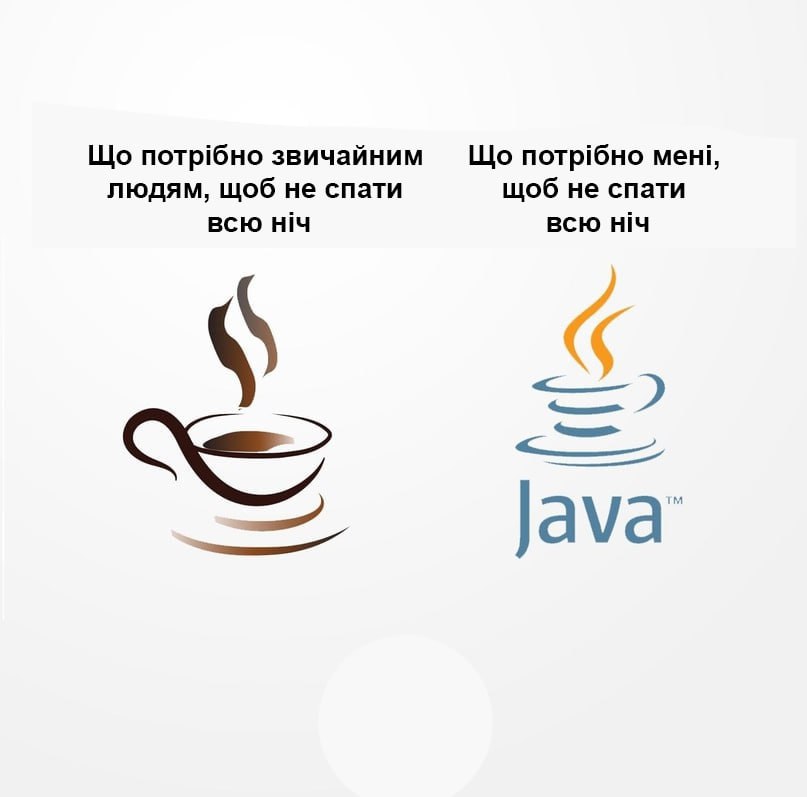 Що потрібно звичайним
людям, щоб не спати
всю ніч
Що потрібно мені,
щоб не спати
всю ніч
Java™